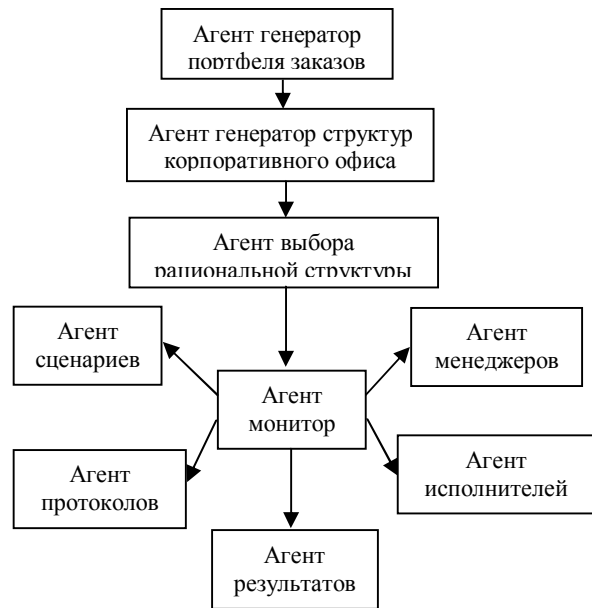 Агент генератор
портфеля заказов
Агент генератор структур
корпоративного офиса
Агент выбора
рациональной структуры
Агент
сценариев
Агент
менеджеров
Агент
монитор
Агент
протоколов
Агент
исполнителей
Агент
результатов